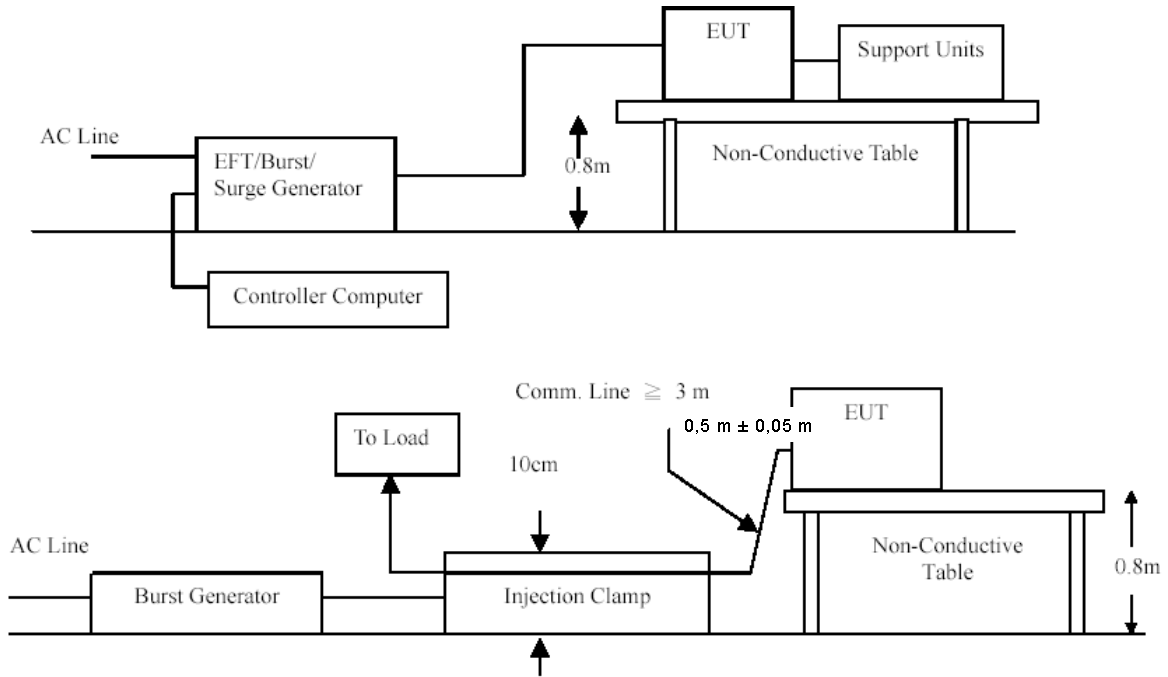 EUT
Support Units
AC Line
EFT/Burst/
Surge Generator
0.8m
Non-Conductive Table
Controller Computer
Comm. Line ≧ 3 m
EUT
0,5 m ± 0,05 m
To Load
10cm
AC Line
Non-Conductive
Table
0.8m
Burst Generator
Injection Clamp